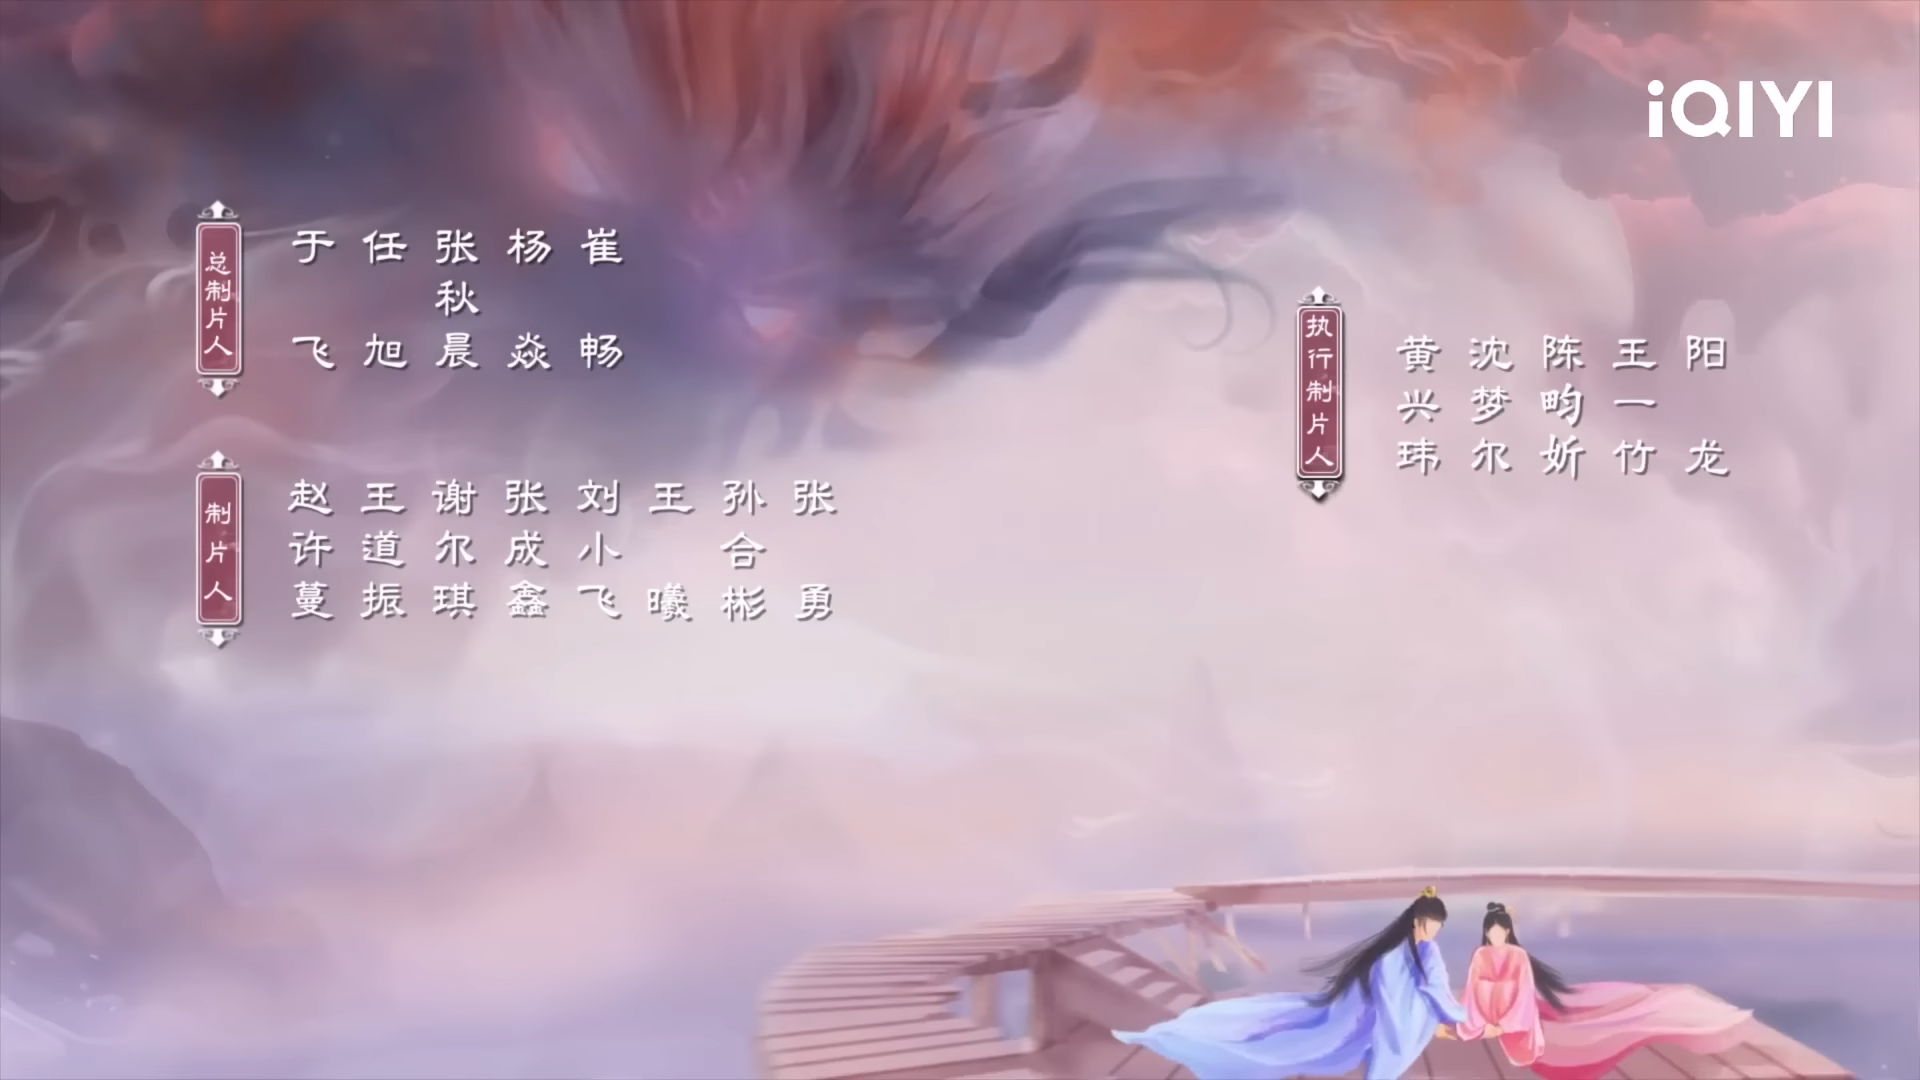 iQIYI
总制片人
于飞
任旭
张秋晨
杨焱
崔畅
制片人
赵许蔓
王道振
谢尔琪
张成鑫
刘小飞
王曦
孙合彬
张勇
执行制片人
黄兴玮
沈梦尔
陈畇妡
王一竹
阳龙